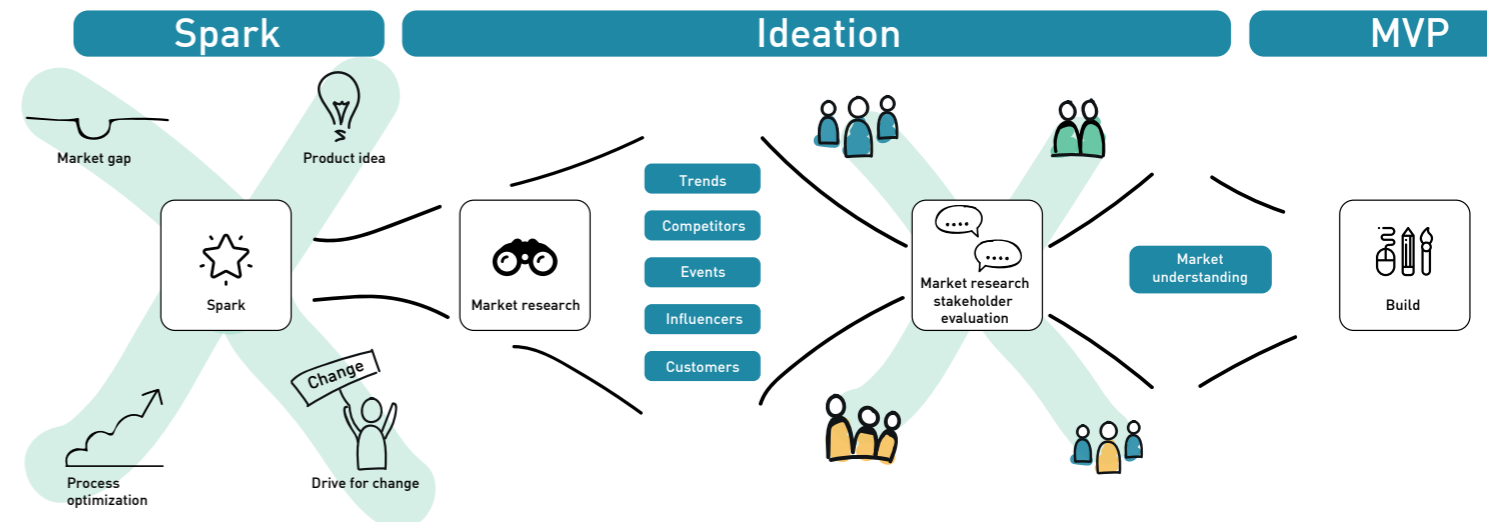 Spark
Ideation
MVP
Market gap
Product idea
Spark
Process
optimization
Change
Drive for change
Market research
Trends
Competitors
Events
Influencers
Customers
....
....
Market research
stakeholder
evaluation
Market
understanding
Build